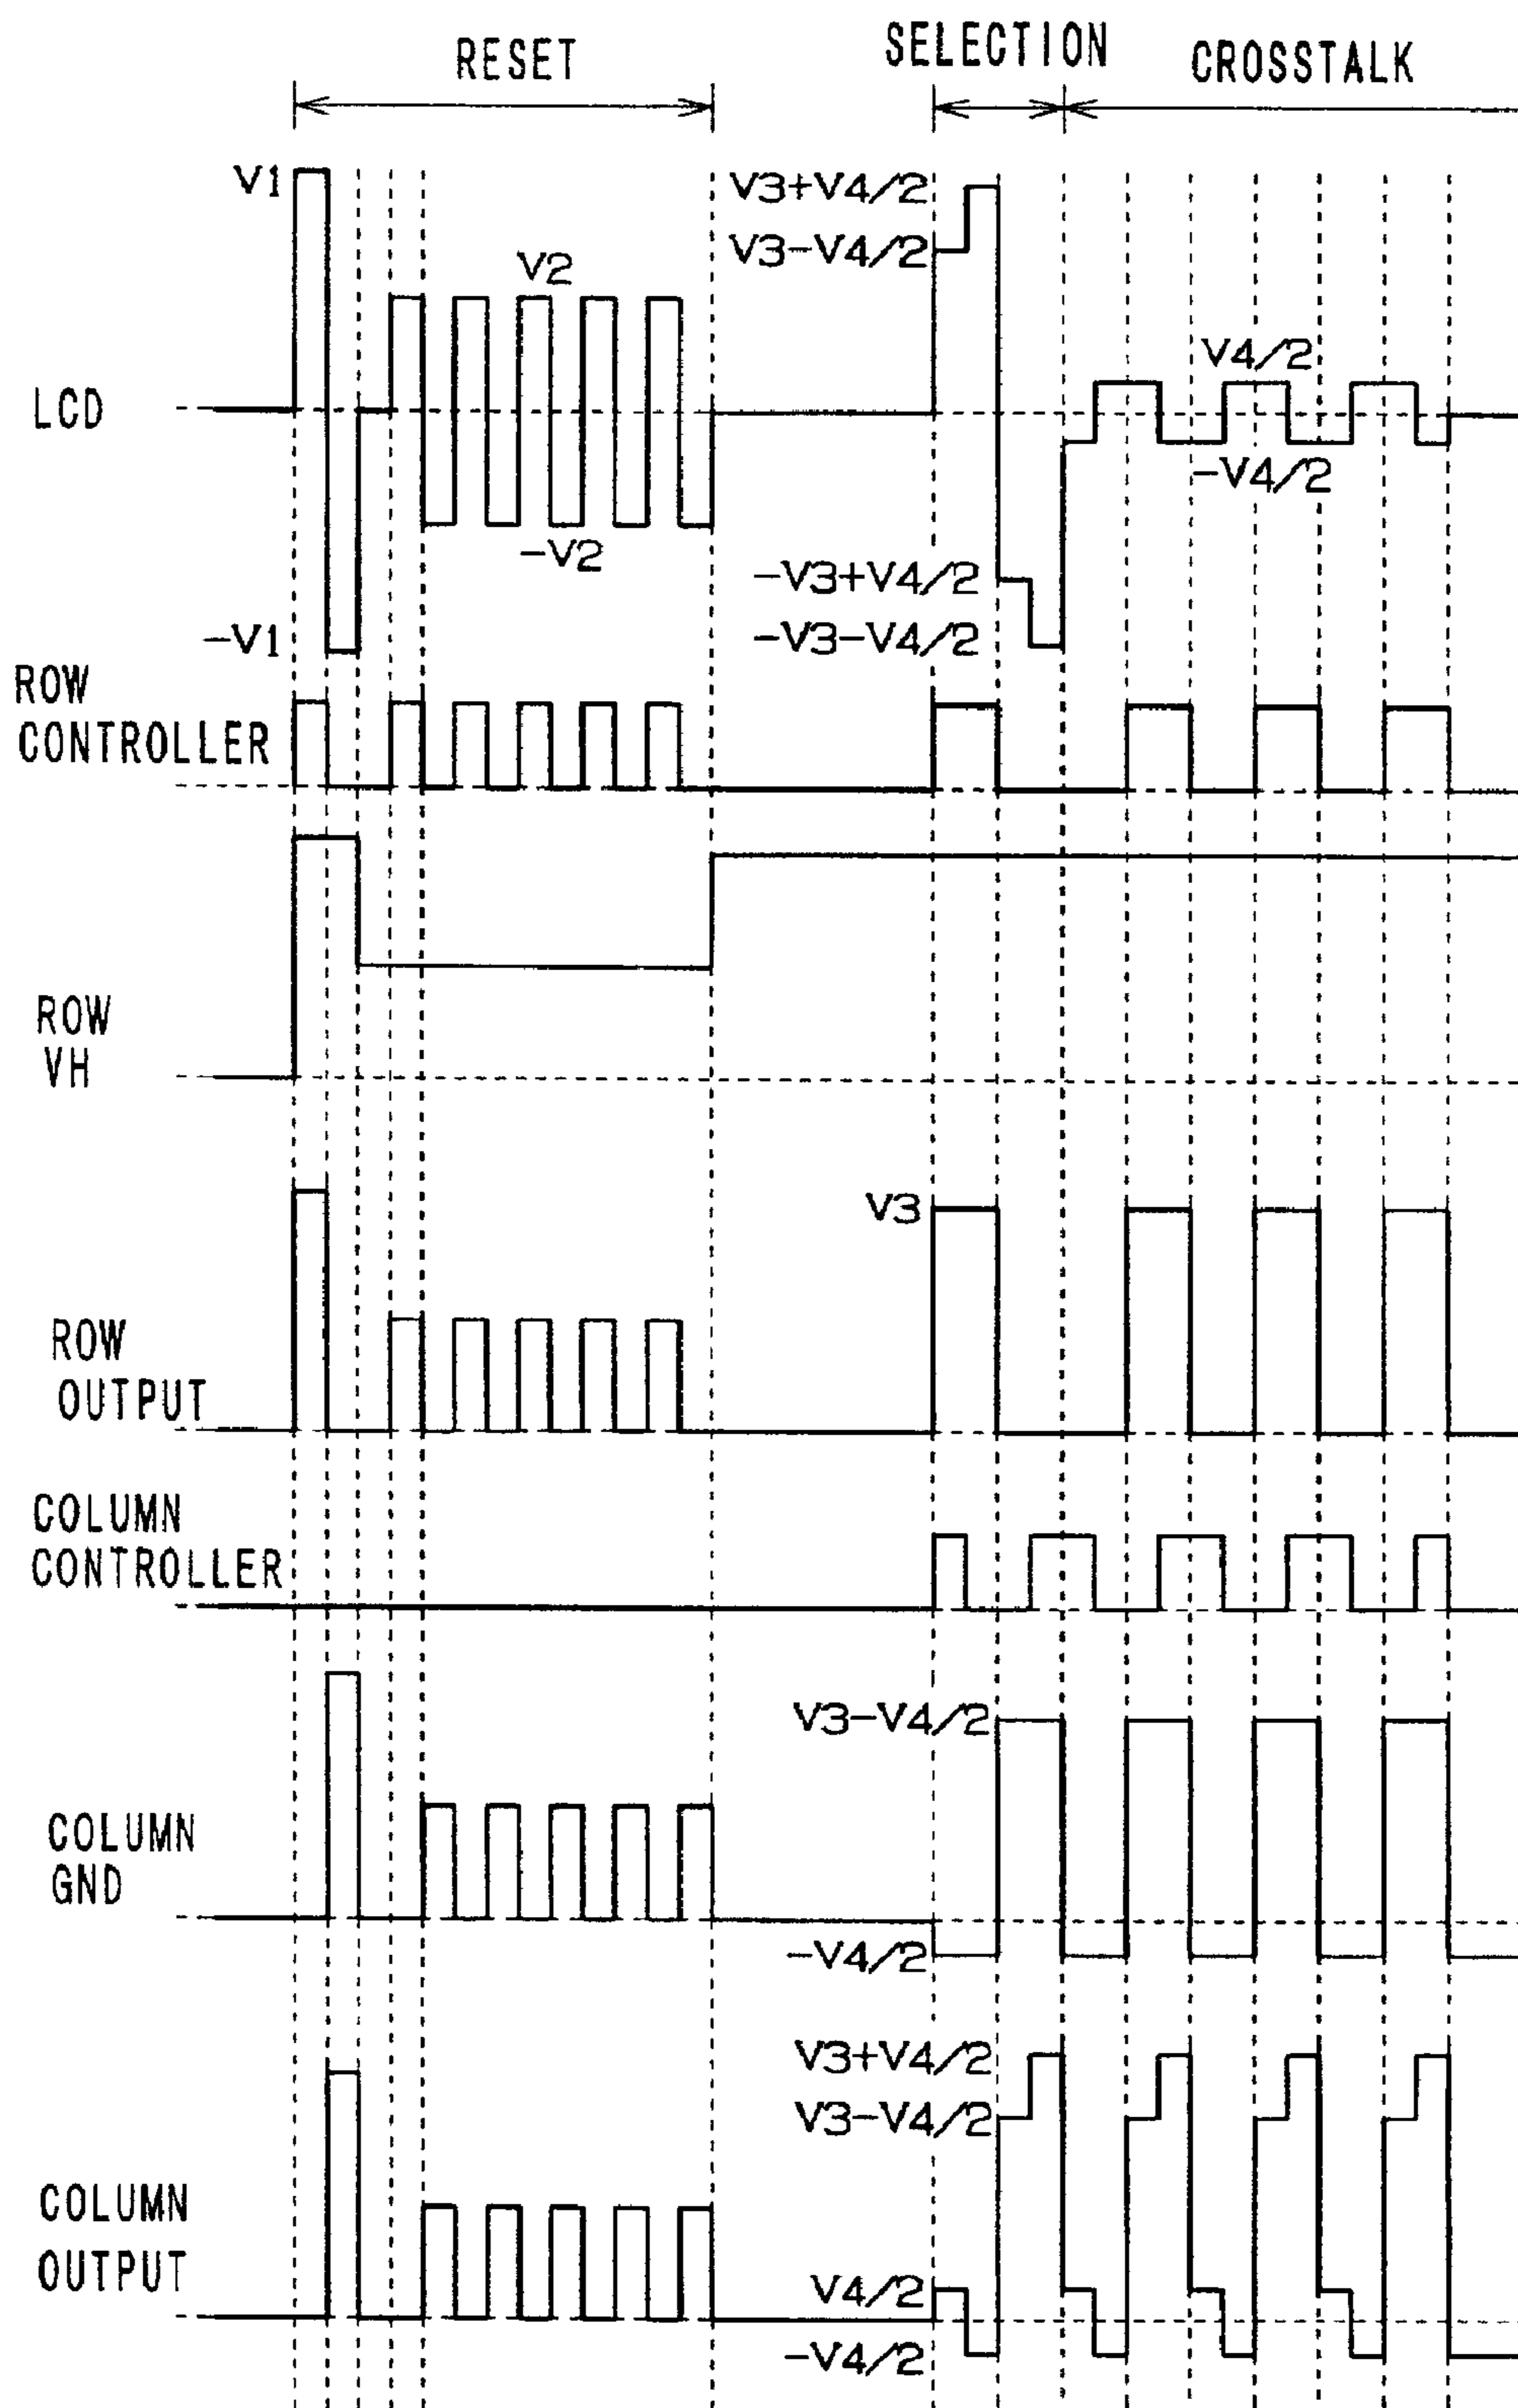 RESET
SELECTION
CROSSTALK
V1
V3+V4/2
V3-V4/2
V2
V4/2
LCD
-V4/2
-V2
-V3+V4/2
-V1
-V3-V4/2
ROW
CONTROLLER
ROW
VH
V3
ROW
OUTPUT
COLUMN
CONTROLLER
V3-V4/2
COLUMN
GND
-V4/2
V3+V4/2
V3-V4/2
COLUMN
OUTPUT
V4/2
-V4/2